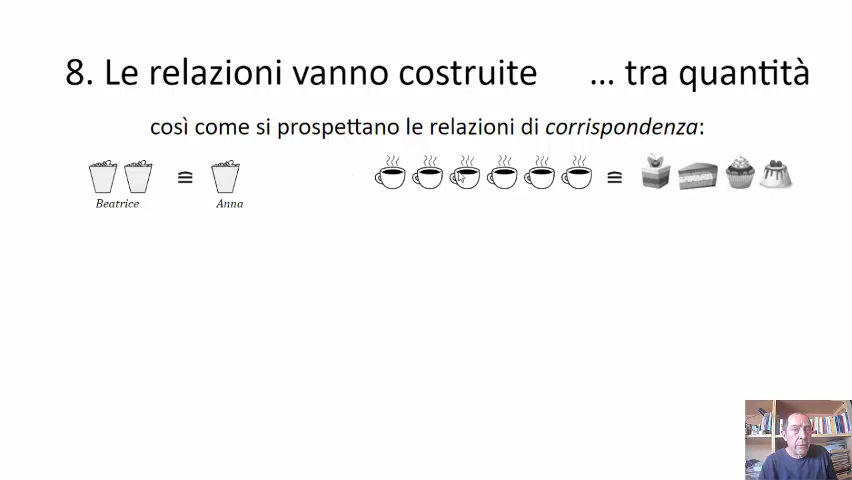 8. Le relazioni vanno costruite ... tra quantità
così come si prospettano le relazioni di corrispondenza:
≘ ≘
Beatrice Anna